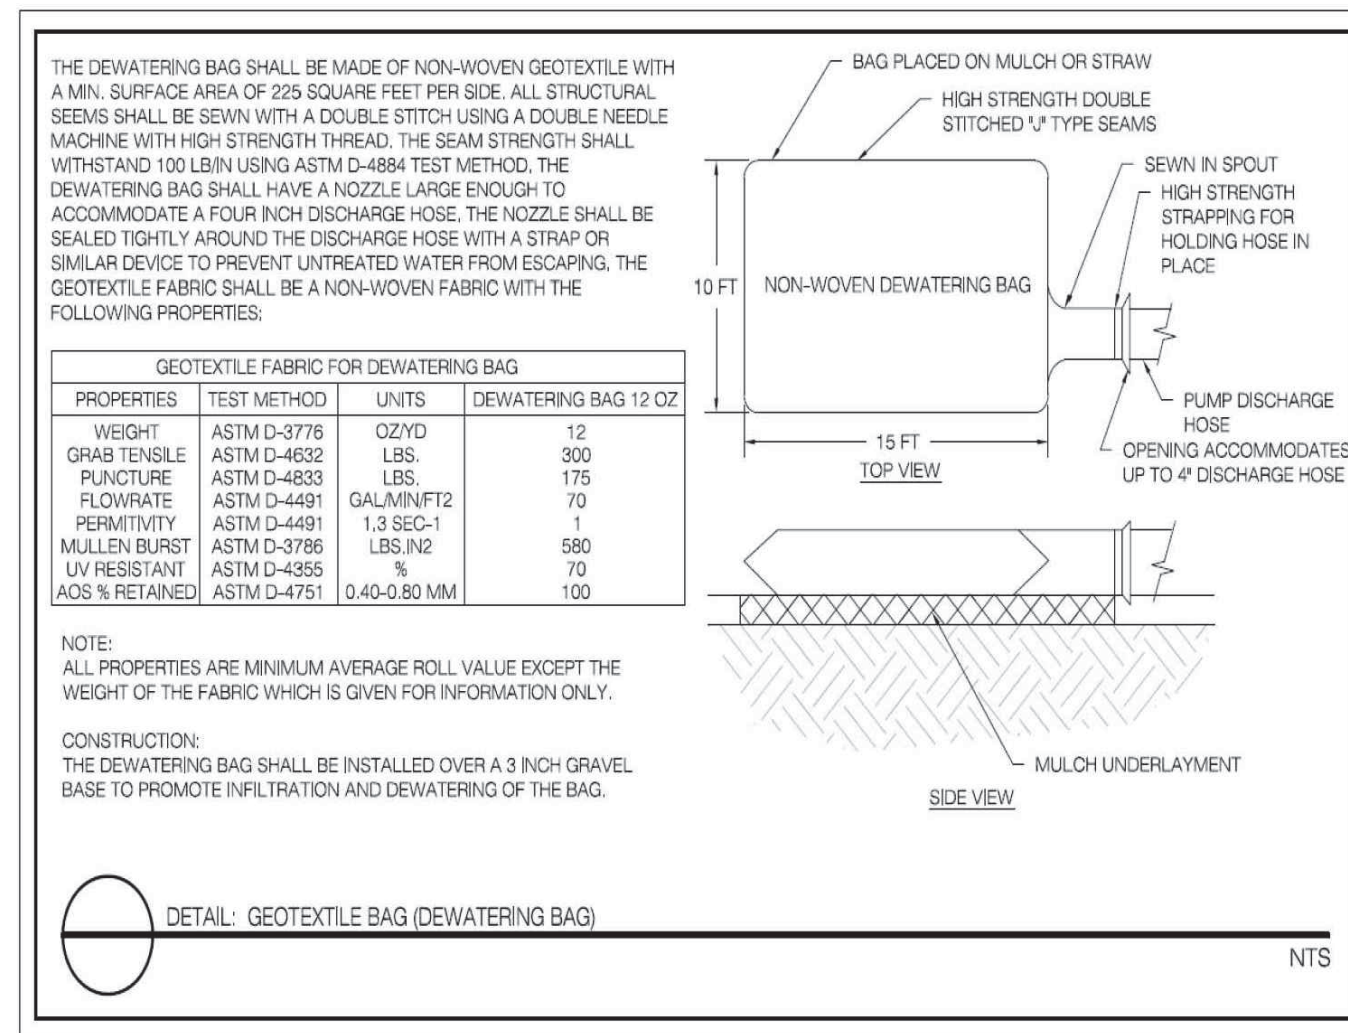 THE DEWATERING BAG SHALL BE MADE OF NON-WOVEN GEOTEXTILE WITH
A MIN. SURFACE AREA OF 225 SQUARE FEET PER SIDE. ALL STRUCTURAL
SEEMS SHALL BE SEWN WITH A DOUBLE STITCH USING A DOUBLE NEEDLE
MACHINE WITH HIGH STRENGTH THREAD. THE SEAM STRENGTH SHALL
WITHSTAND 100 LB/IN USING ASTM D-4884 TEST METHOD. THE
DEWATERING BAG SHALL HAVE A NOZZLE LARGE ENOUGH TO
ACCOMMODATE A FOUR INCH DISCHARGE HOSE. THE NOZZLE SHALL BE
SEALED TIGHTLY AROUND THE DISCHARGE HOSE WITH A STRAP OR
SIMILAR DEVICE TO PREVENT UNTREATED WATER FROM ESCAPING. THE
GEOTEXTILE FABRIC SHALL BE A NON-WOVEN FABRIC WITH THE
FOLLOWING PROPERTIES:
GEOTEXTILE FABRIC FOR DEWATERING BAG
PROPERTIES TEST METHOD UNITS DEWATERING BAG 12 OZ
WEIGHT ASTM D-3776 OZ/YD 12
GRAB TENSILE ASTM D-4632 LBS. 300
PUNCTURE ASTM D-4833 LBS. 175
FLOWRATE ASTM D-4491 GAL/MIN/FT2 70
PERMITIVITY ASTM D-4491 1.3 SEC-1 1
MULLEN BURST ASTM D-3786 LBS.IN2 580
UV RESISTANT ASTM D-4355 % 70
AOS % RETAINED ASTM D-4751 0.40-0.80 MM 100
NOTE:
ALL PROPERTIES ARE MINIMUM AVERAGE ROLL VALUE EXCEPT THE
WEIGHT OF THE FABRIC WHICH IS GIVEN FOR INFORMATION ONLY.
CONSTRUCTION:
THE DEWATERING BAG SHALL BE INSTALLED OVER A 3 INCH GRAVEL
BASE TO PROMOTE INFILTRATION AND DEWATERING OF THE BAG.
BAG PLACED ON MULCH OR STRAW
HIGH STRENGTH DOUBLE
STITCHED "J" TYPE SEAMS
SEWN IN SPOUT
HIGH STRENGTH
STRAPPING FOR
HOLDING HOSE IN
PLACE
10 FT
NON-WOVEN DEWATERING BAG
PUMP DISCHARGE
HOSE
15 FT
OPENING ACCOMMODATES
UP TO 4" DISCHARGE HOSE
TOP VIEW
MULCH UNDERLAYMENT
SIDE VIEW
DETAIL: GEOTEXTILE BAG (DEWATERING BAG)
NTS